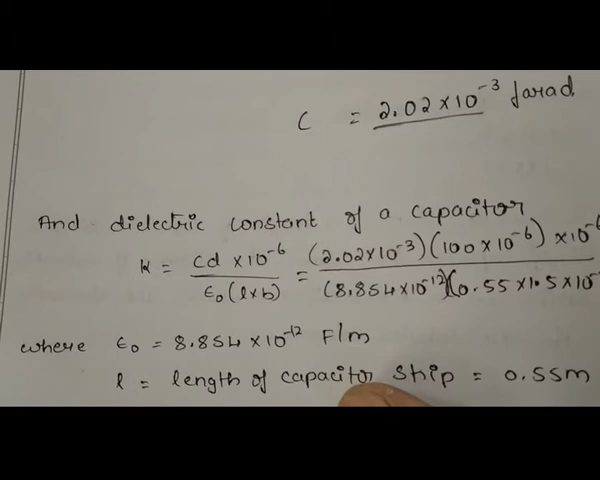 C = 2.02×10⁻³ farad.
And dielectric constant of a capacitor
K = Cd ×10⁻⁶ / ε₀(l×b) = (2.02×10⁻³)(100×10⁻⁶)×10⁻⁶ / (8.854×10⁻¹²)(0.55×1.5×10⁻
where ε₀ = 8.854×10⁻¹² F/m
l = length of capacitor strip = 0.55m